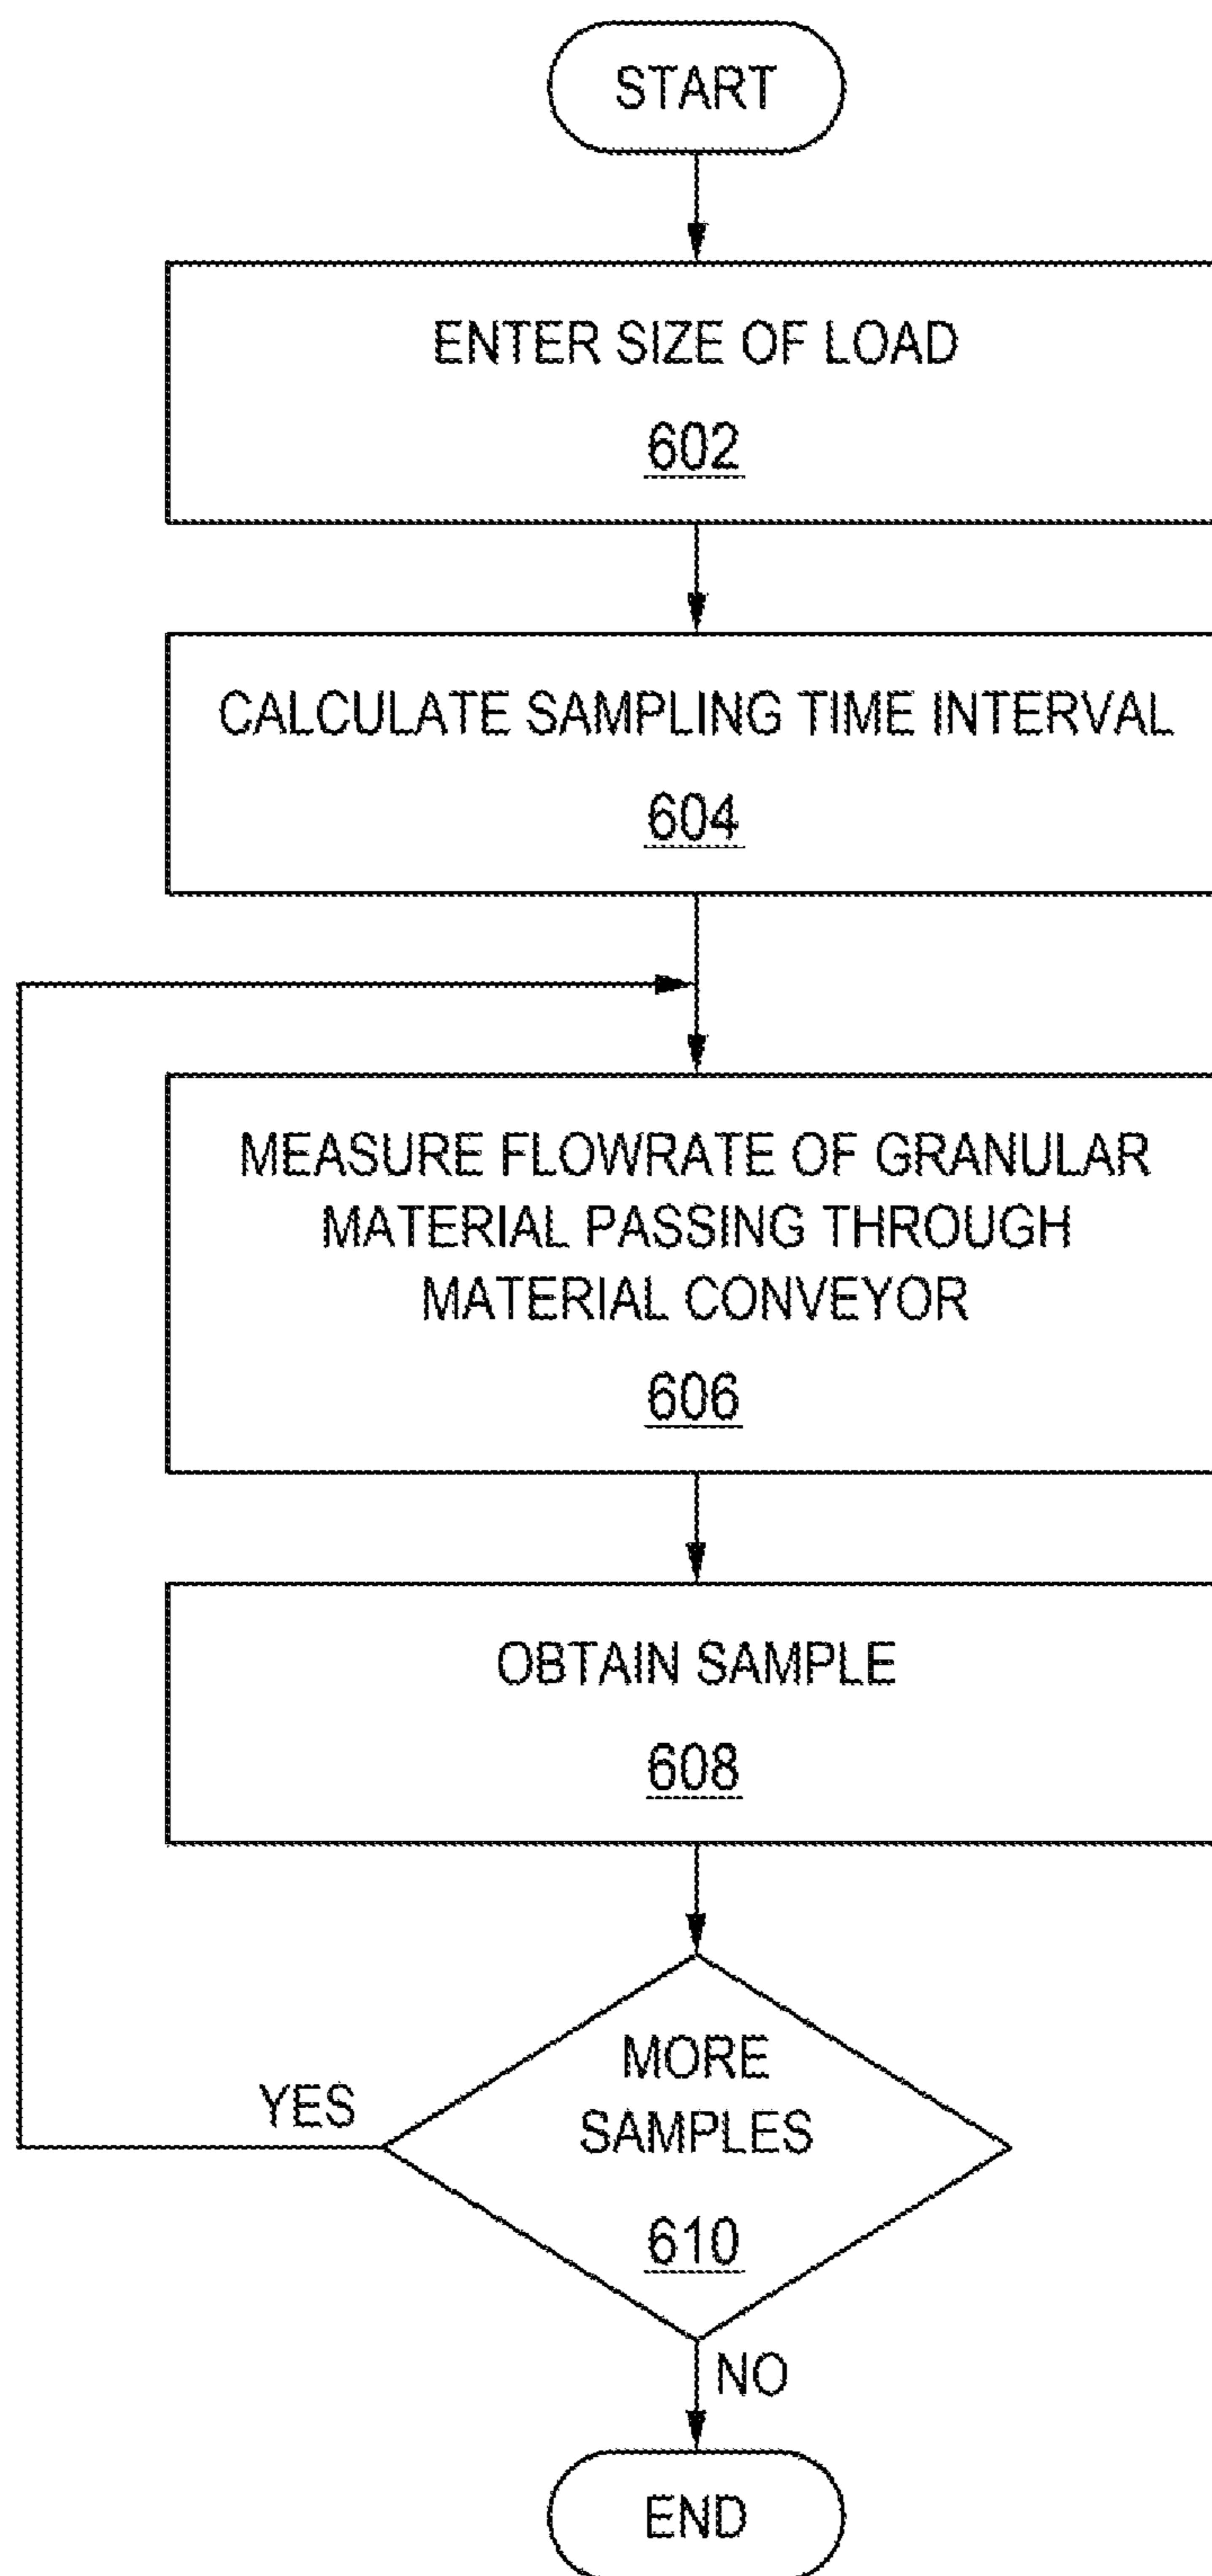 START
ENTER SIZE OF LOAD
602
CALCULATE SAMPLING TIME INTERVAL
604
MEASURE FLOWRATE OF GRANULAR
MATERIAL PASSING THROUGH
MATERIAL CONVEYOR
606
OBTAIN SAMPLE
608
MORE
SAMPLES
610
YES
NO
END